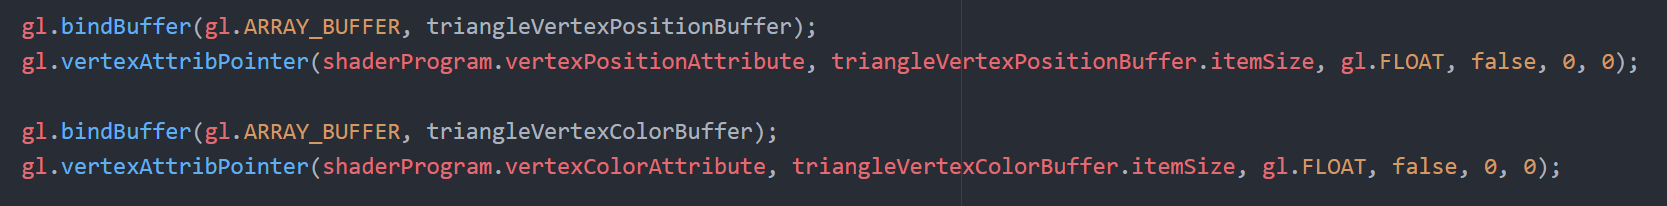 gl.bindBuffer(gl.ARRAY_BUFFER, triangleVertexPositionBuffer);
gl.vertexAttribPointer(shaderProgram.vertexPositionAttribute, triangleVertexPositionBuffer.itemSize, gl.FLOAT, false, 0, 0);
gl.bindBuffer(gl.ARRAY_BUFFER, triangleVertexColorBuffer);
gl.vertexAttribPointer(shaderProgram.vertexColorAttribute, triangleVertexColorBuffer.itemSize, gl.FLOAT, false, 0, 0);